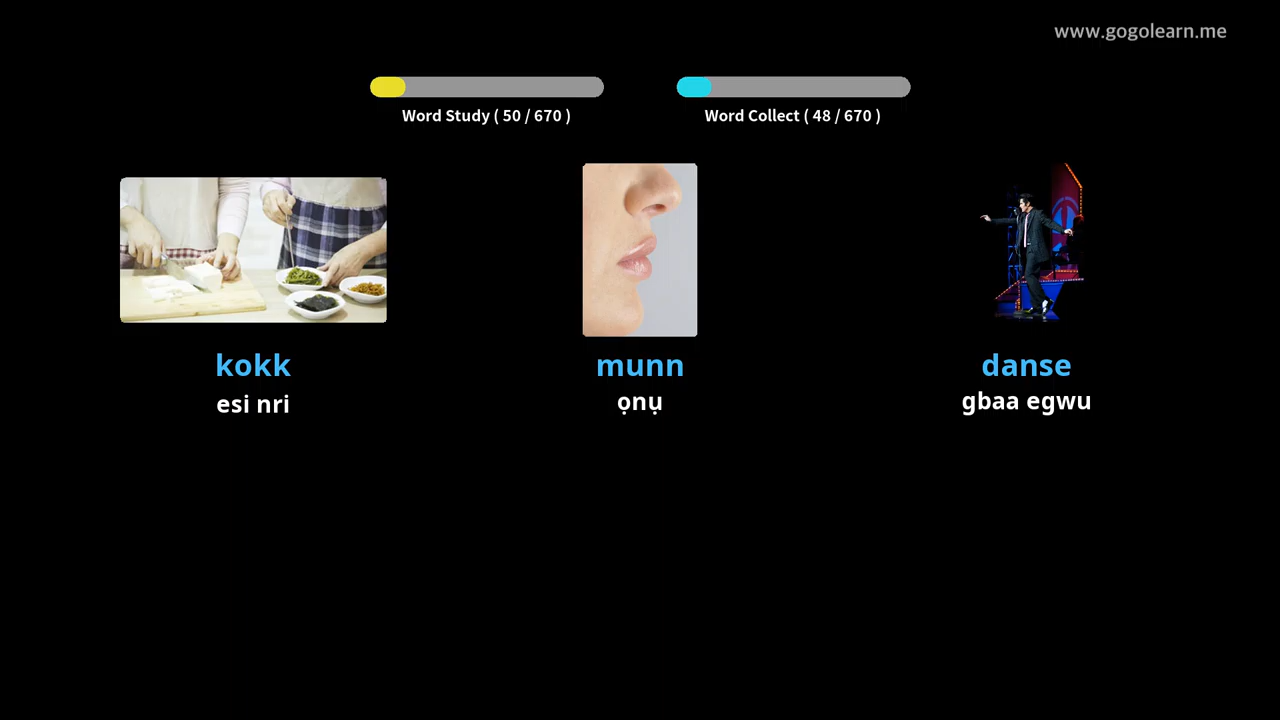 www.gogolearn.me
Word Study ( 50 / 670 )
Word Collect ( 48 / 670 )
kokk
esi nri
munn
ọnụ
danse
gbaa egwu